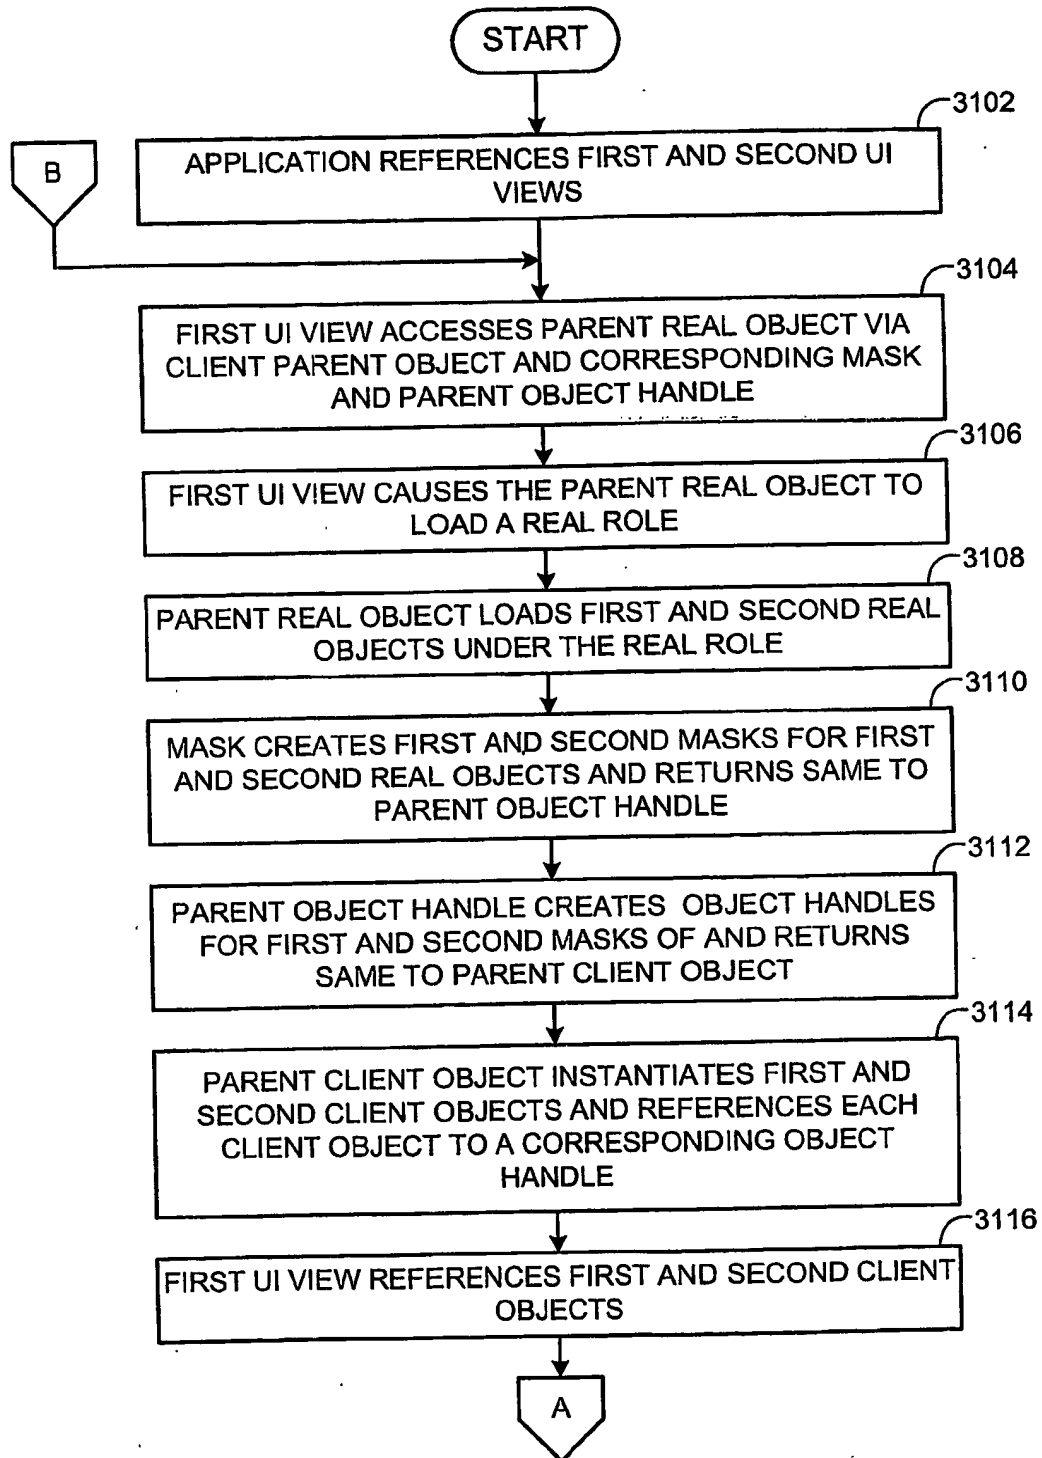 START
3102
B
APPLICATION REFERENCES FIRST AND SECOND UI
VIEWS
3104
FIRST UI VIEW ACCESSES PARENT REAL OBJECT VIA
CLIENT PARENT OBJECT AND CORRESPONDING MASK
AND PARENT OBJECT HANDLE
3106
FIRST UI VIEW CAUSES THE PARENT REAL OBJECT TO
LOAD A REAL ROLE
3108
PARENT REAL OBJECT LOADS FIRST AND SECOND REAL
OBJECTS UNDER THE REAL ROLE
3110
MASK CREATES FIRST AND SECOND MASKS FOR FIRST
AND SECOND REAL OBJECTS AND RETURNS SAME TO
PARENT OBJECT HANDLE
3112
PARENT OBJECT HANDLE CREATES OBJECT HANDLES
FOR FIRST AND SECOND MASKS OF AND RETURNS
SAME TO PARENT CLIENT OBJECT
3114
PARENT CLIENT OBJECT INSTANTIATES FIRST AND
SECOND CLIENT OBJECTS AND REFERENCES EACH
CLIENT OBJECT TO A CORRESPONDING OBJECT
HANDLE
3116
FIRST UI VIEW REFERENCES FIRST AND SECOND CLIENT
OBJECTS
A